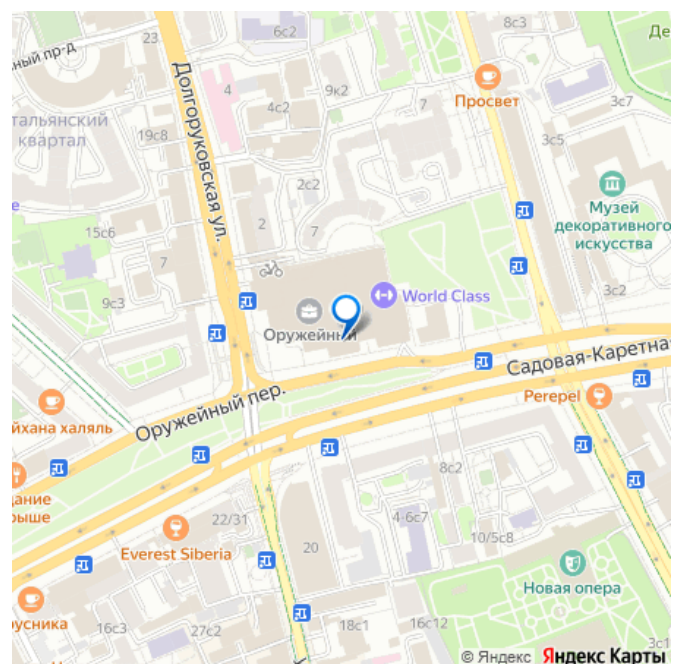 8с3
Де
23
6с2
ный пр-д
4
9к2
4с2
7
Просвет
3с7
тальянский
квартал
19с8
Долгоруковская ул.
3с5
2с2
Музей
декоративного
искусства
2
7
15с6
7
3с2
9с3
World Class
Оружейный
Садовая-Каретна
Оружейный пер.
Perepel
йхана халяль
8с2
дание
рыше
22/31
4-6с7
Everest Siberia
20
10/5с8
Новая опера
русника
16с3
27с2
18с1
16с12
3с1
© Яндекс Яндекс Карты